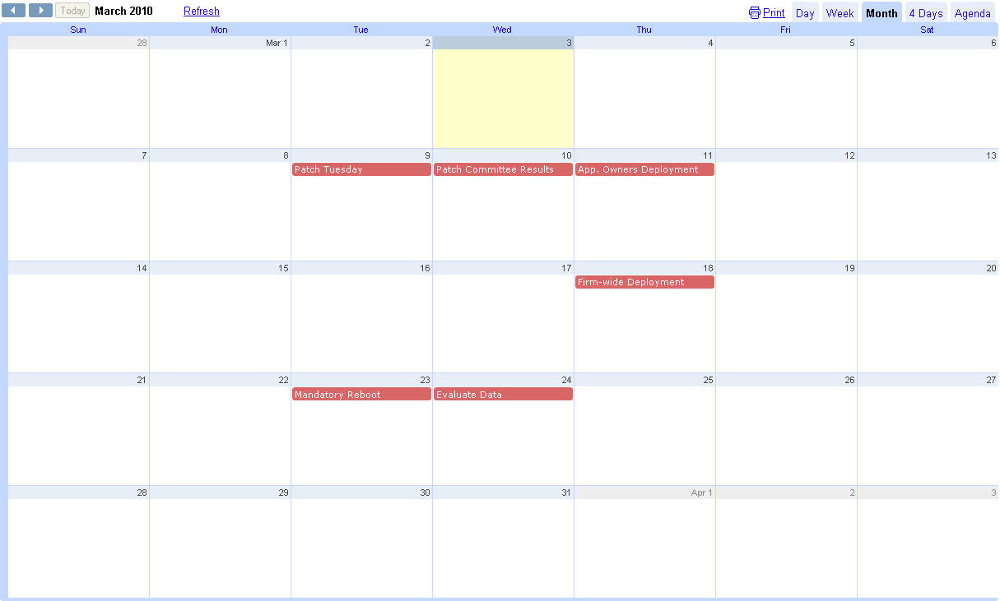 Today March 2010 Refresh Print Day Week Month 4 Days Agenda
Sun Mon Tue Wed Thu Fri Sat
28 Mar 1 2 3 4 5 6
7 8 9 10 11 12 13
Patch Tuesday Patch Committee Results App. Owners Deployment
14 15 16 17 18 19 20
Firm-wide Deployment
21 22 23 24 25 26 27
Mandatory Reboot Evaluate Data
28 29 30 31 Apr 1 2 3